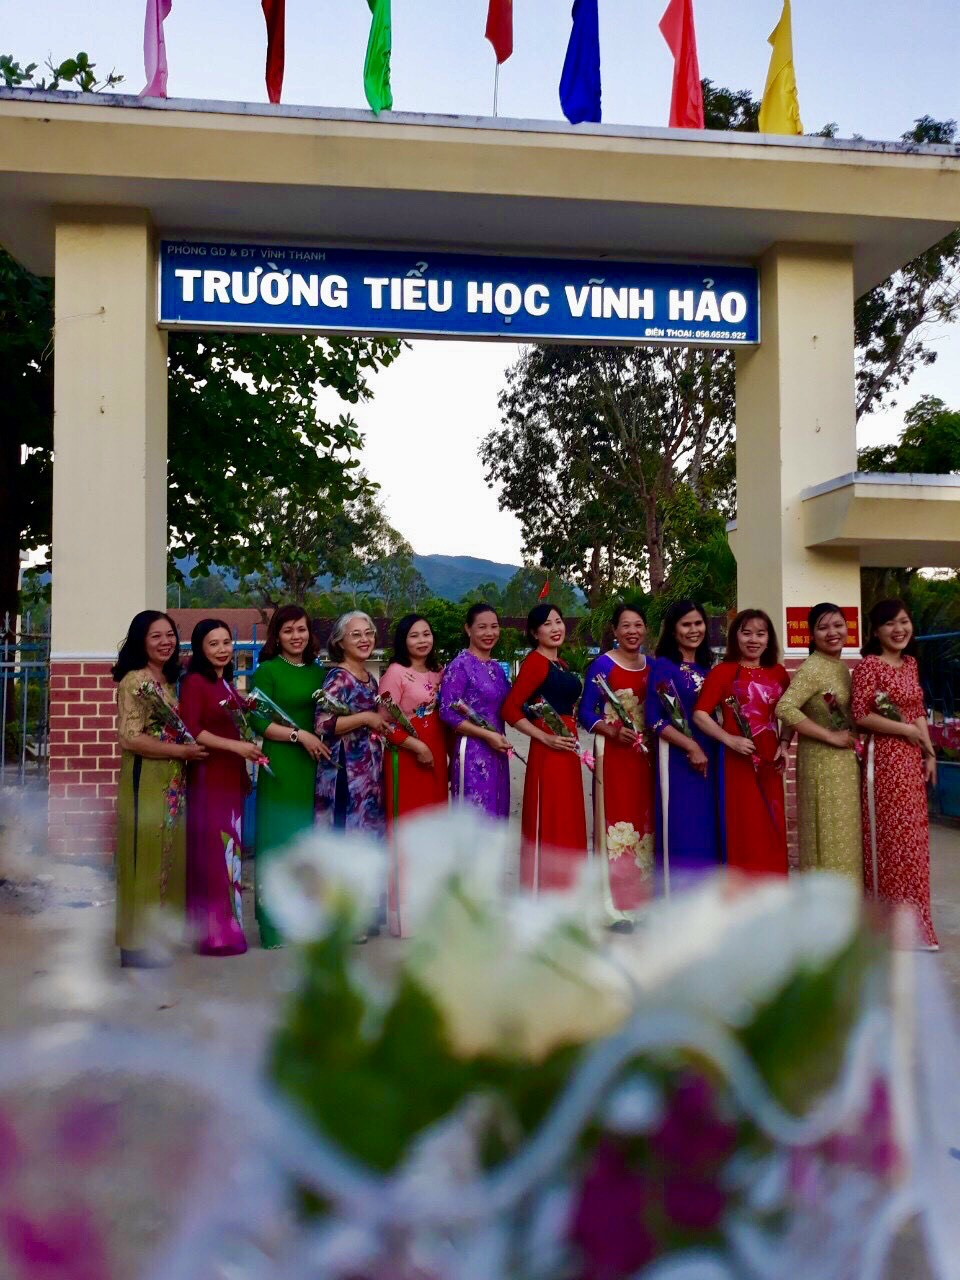 PHÒNG GD & ĐT VĨNH THẠNH
TRƯỜNG TIỂU HỌC VĨNH HẢO
ĐIỆN THOẠI: 056.6525.922